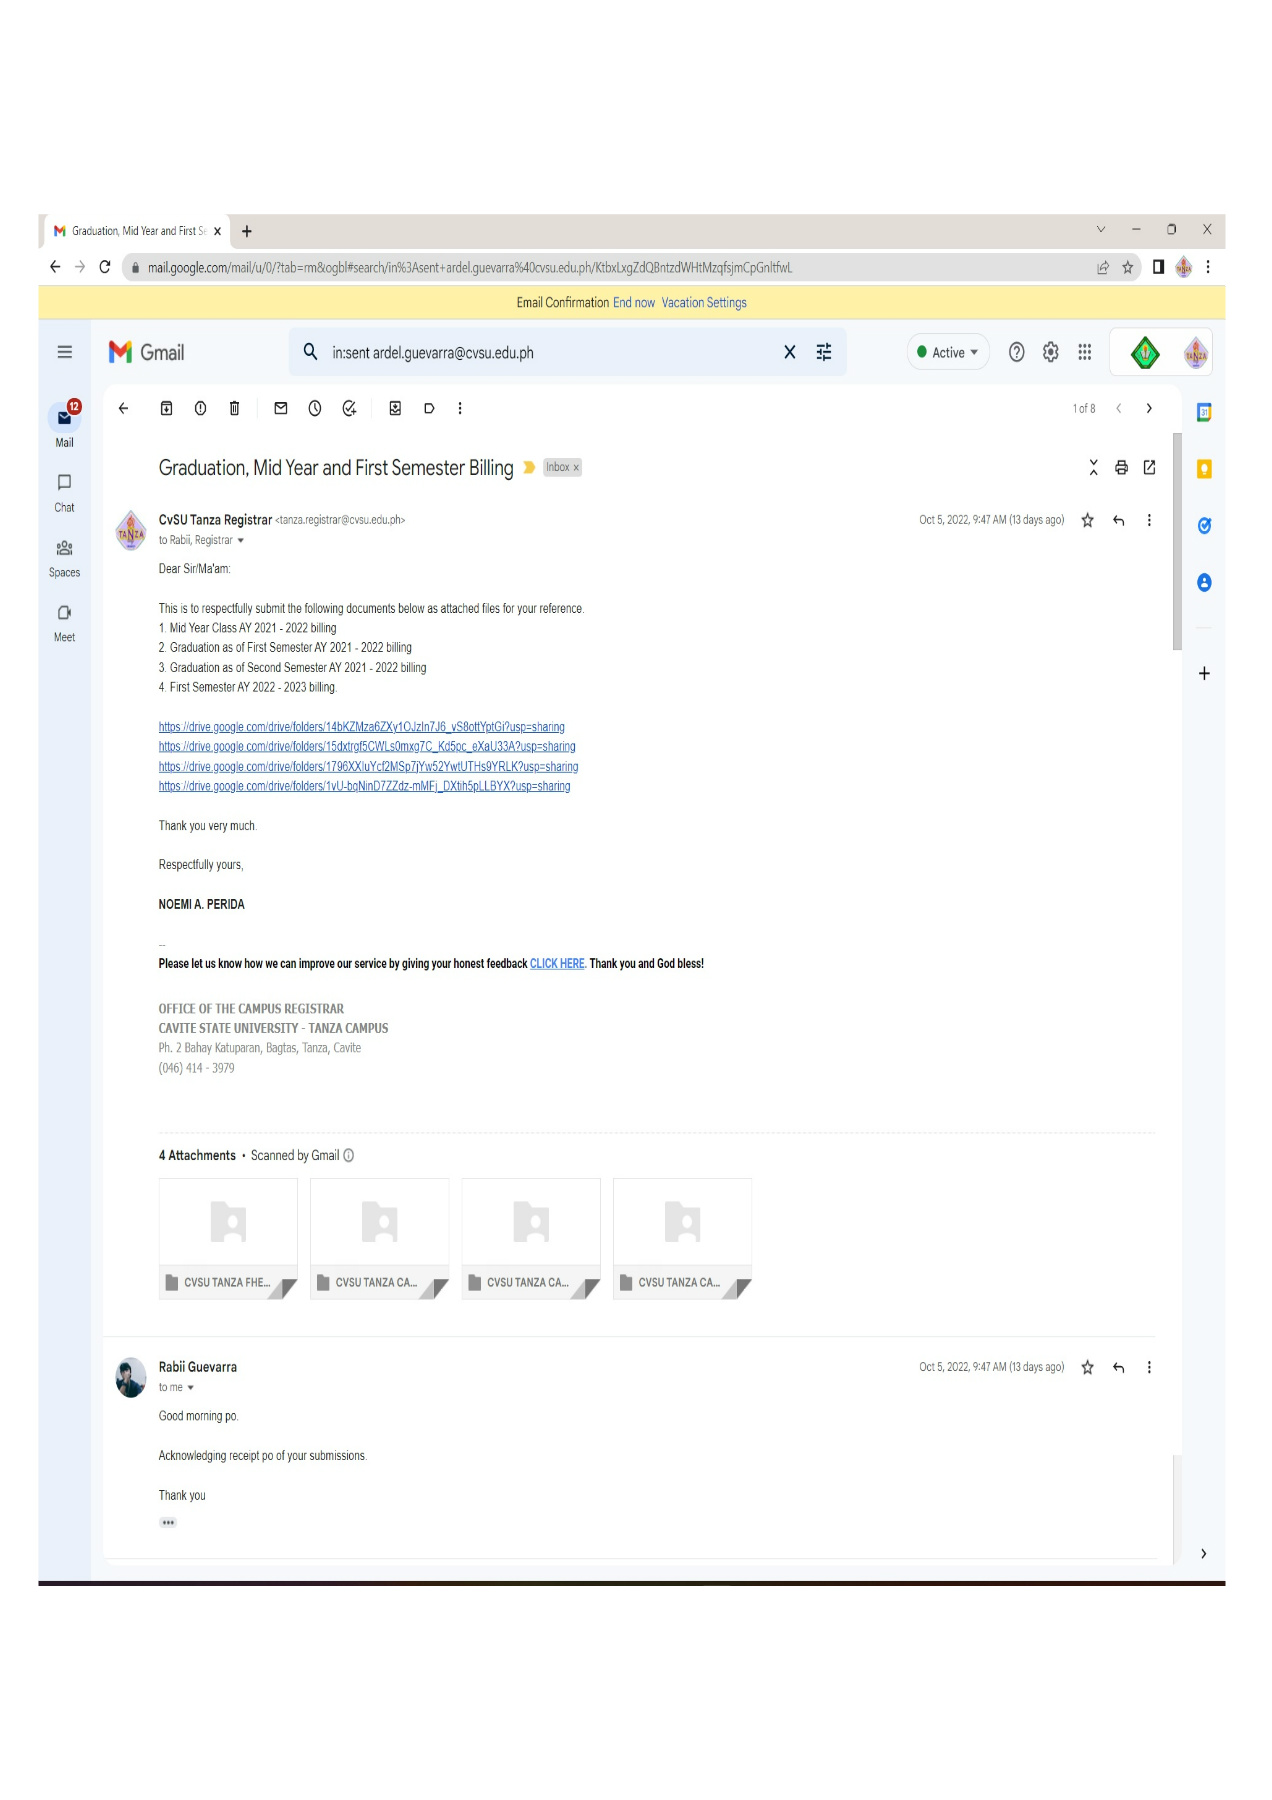 Graduation, Mid Year and First Se
mail.google.com/mail/u/0/?tab=rm&ogbl#search/in%3Asent+ardel.guevarra%40cvsu.edu.ph/KtbxLxgZdQBntzdWHtMzqfsjmCpGnltfwL
Email Confirmation End now Vacation Settings
Gmail
in:sent ardel.guevarra@cvsu.edu.ph
Active
12
Mail
Chat
Spaces
Meet
1 of 8
31
Graduation, Mid Year and First Semester Billing
Inbox x
CvSU Tanza Registrar <tanza.registrar@cvsu.edu.ph>
Oct 5, 2022, 9:47 AM (13 days ago)
TANZA
to Rabii, Registrar
Dear Sir/Ma'am:
This is to respectfully submit the following documents below as attached files for your reference.
1. Mid Year Class AY 2021 - 2022 billing
2. Graduation as of First Semester AY 2021 - 2022 billing
3. Graduation as of Second Semester AY 2021 - 2022 billing
4. First Semester AY 2022 - 2023 billing.
https://drive.google.com/drive/folders/14bKZMza6ZXy1OJzIn7J6_vS8ottYptGi?usp=sharing
https://drive.google.com/drive/folders/15dxtrgf5CWLs0mxg7C_Kd5pc_eXaU33A?usp=sharing
https://drive.google.com/drive/folders/1796XXIuYcf2MSp7jYw52YwtUTHs9YRLK?usp=sharing
https://drive.google.com/drive/folders/1vU-bqNinD7ZZdz-mMFj_DXtih5pLLBYX?usp=sharing
Thank you very much.
Respectfully yours,
NOEMI A. PERIDA
--
Please let us know how we can improve our service by giving your honest feedback CLICK HERE. Thank you and God bless!
OFFICE OF THE CAMPUS REGISTRAR
CAVITE STATE UNIVERSITY - TANZA CAMPUS
Ph. 2 Bahay Katuparan, Bagtas, Tanza, Cavite
(046) 414 - 3979
4 Attachments • Scanned by Gmail
CVSU TANZA FHE...
CVSU TANZA CA...
CVSU TANZA CA...
CVSU TANZA CA...
Rabii Guevarra
Oct 5, 2022, 9:47 AM (13 days ago)
to me
Good morning po.
Acknowledging receipt po of your submissions.
Thank you